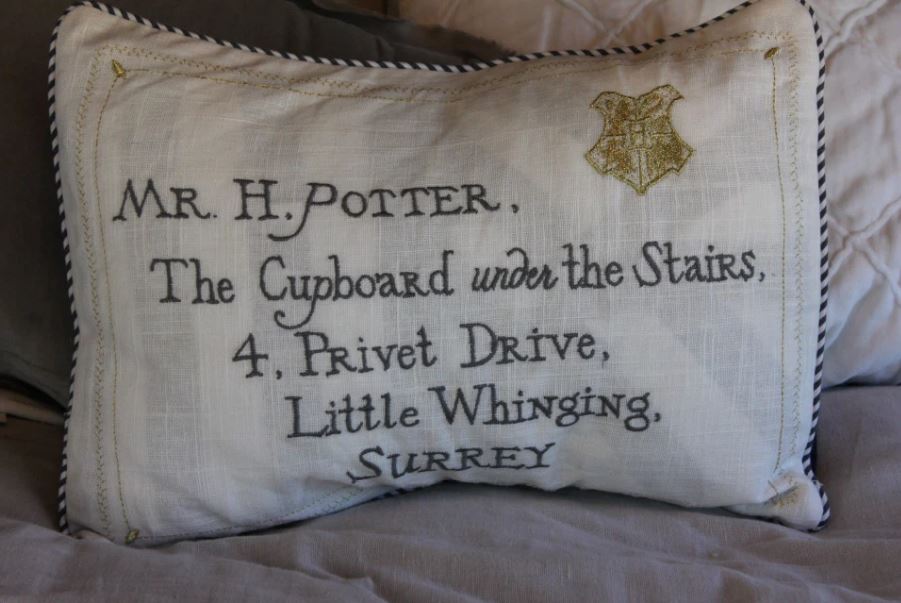 Mr. H. Potter,
The Cupboard under the Stairs,
4, Privet Drive,
Little Whinging,
Surrey